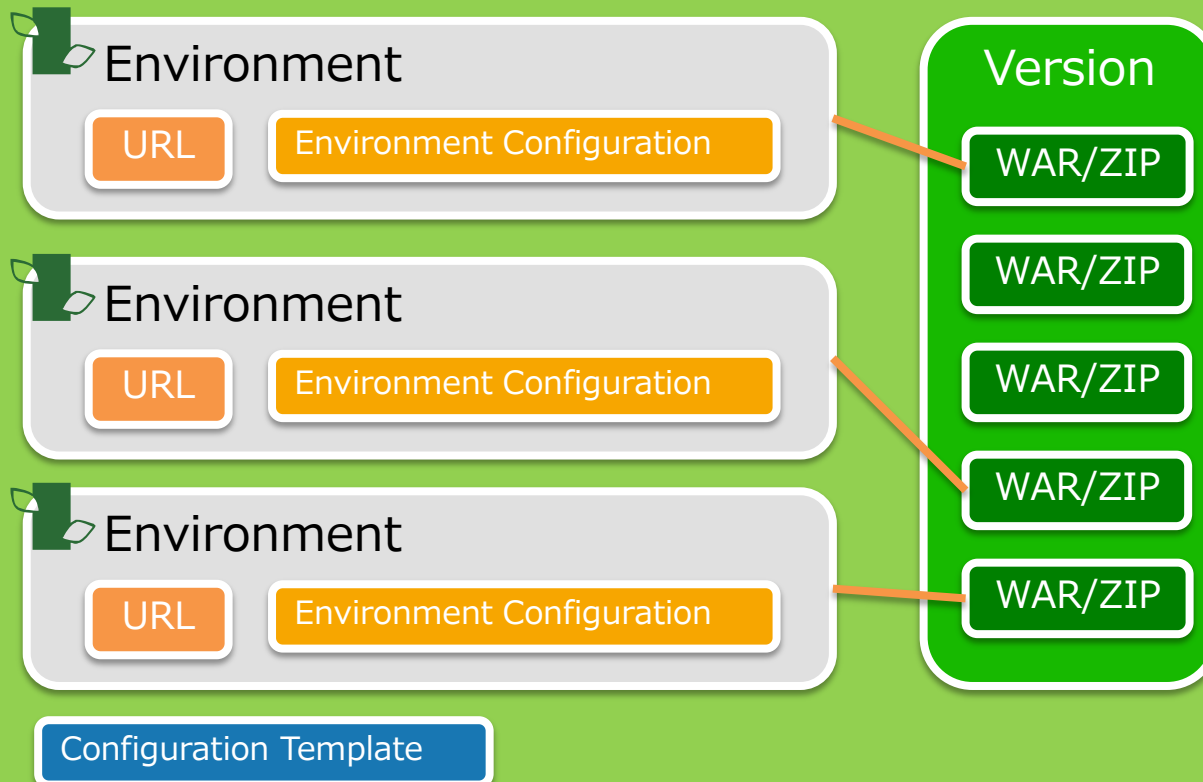 Environment
URL
Environment Configuration
Environment
URL
Environment Configuration
Environment
URL
Environment Configuration
Configuration Template
Version
WAR/ZIP
WAR/ZIP
WAR/ZIP
WAR/ZIP
WAR/ZIP